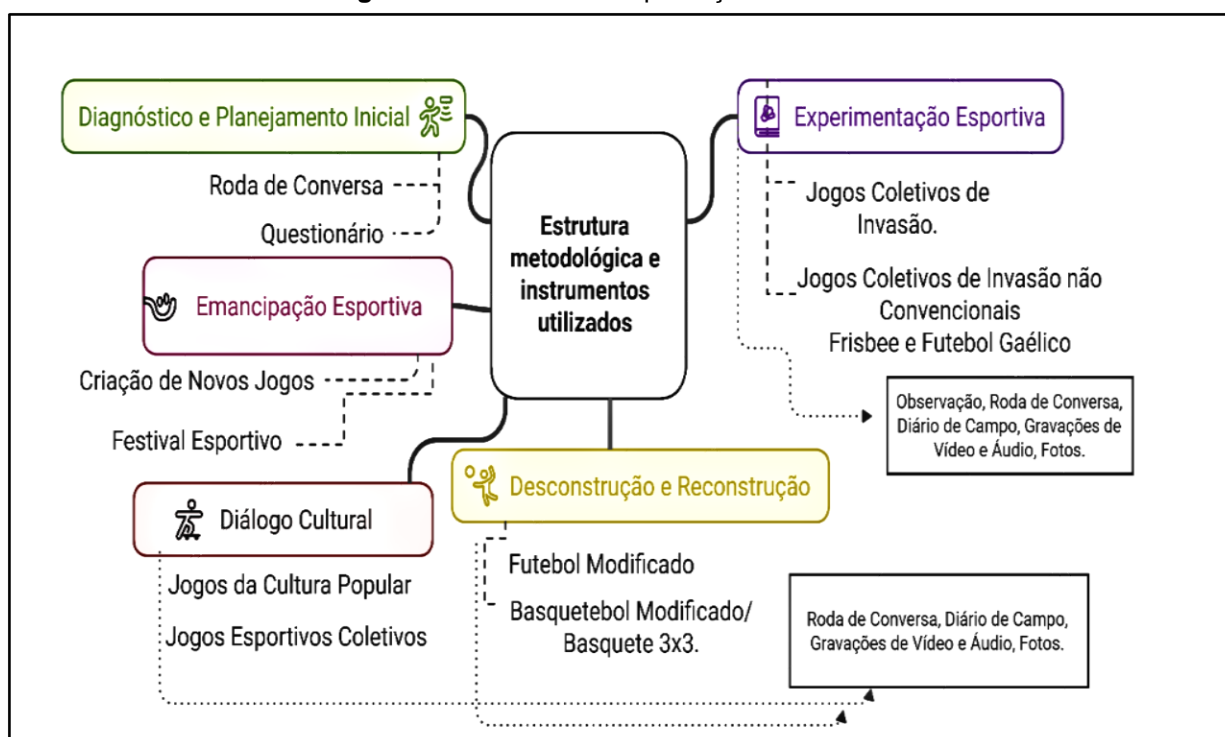 Diagnóstico e Planejamento Inicial
Roda de Conversa
Questionário
Emancipação Esportiva
Criação de Novos Jogos
Festival Esportivo
Diálogo Cultural
Jogos da Cultura Popular
Jogos Esportivos Coletivos
Estrutura
metodológica e
instrumentos
utilizados
Desconstrução e Reconstrução
Futebol Modificado
Basquetebol Modificado/
Basquete 3x3.
Experimentação Esportiva
Jogos Coletivos de
Invasão.
Jogos Coletivos de Invasão não
Convencionais
Frisbee e Futebol Gaélico
Observação, Roda de Conversa,
Diário de Campo, Gravações de
Vídeo e Áudio, Fotos.
Roda de Conversa, Diário de Campo,
Gravações de Vídeo e Áudio, Fotos.